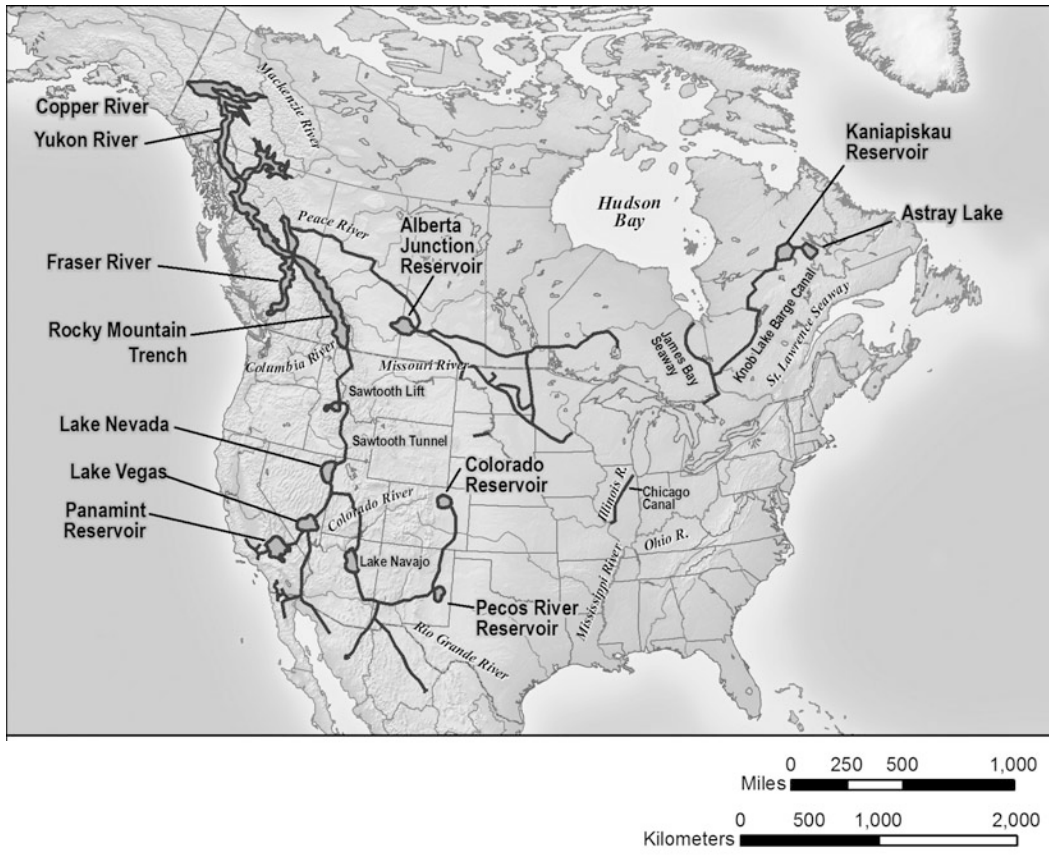 Copper River
Yukon River
Mackenzie River
Kaniapiskau
Reservoir
Hudson
Bay
Astray Lake
Peace River
Alberta
Junction
Reservoir
Fraser River
Rocky Mountain
Trench
Columbia River
Missouri River
James Bay
Seaway
Knob Lake Barge Canal
St. Lawrence Seaway
Sawtooth Lift
Lake Nevada
Sawtooth Tunnel
Lake Vegas
Colorado River
Colorado
Reservoir
Panamint
Reservoir
Illinois R.
Chicago
Canal
Ohio R.
Lake Navajo
Mississippi River
Pecos River
Reservoir
Rio Grande River
0 250 500 1,000
Miles
0 500 1,000 2,000
Kilometers